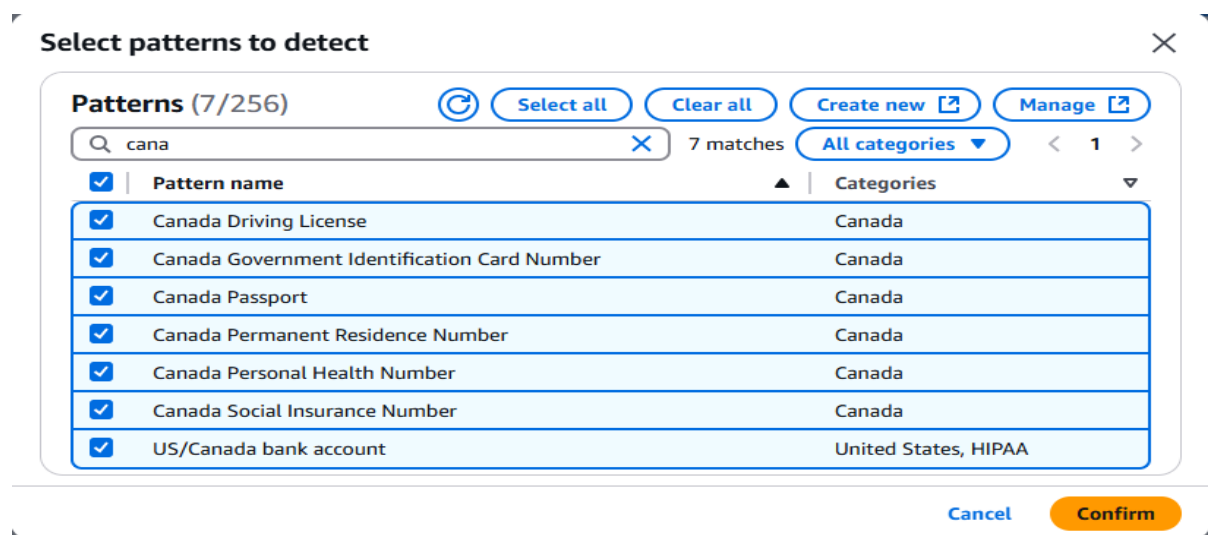 Select patterns to detect
Patterns (7/256) Select all Clear all Create new Manage
cana 7 matches All categories 1
Pattern name Categories
Canada Driving License Canada
Canada Government Identification Card Number Canada
Canada Passport Canada
Canada Permanent Residence Number Canada
Canada Personal Health Number Canada
Canada Social Insurance Number Canada
US/Canada bank account United States, HIPAA
Cancel Confirm